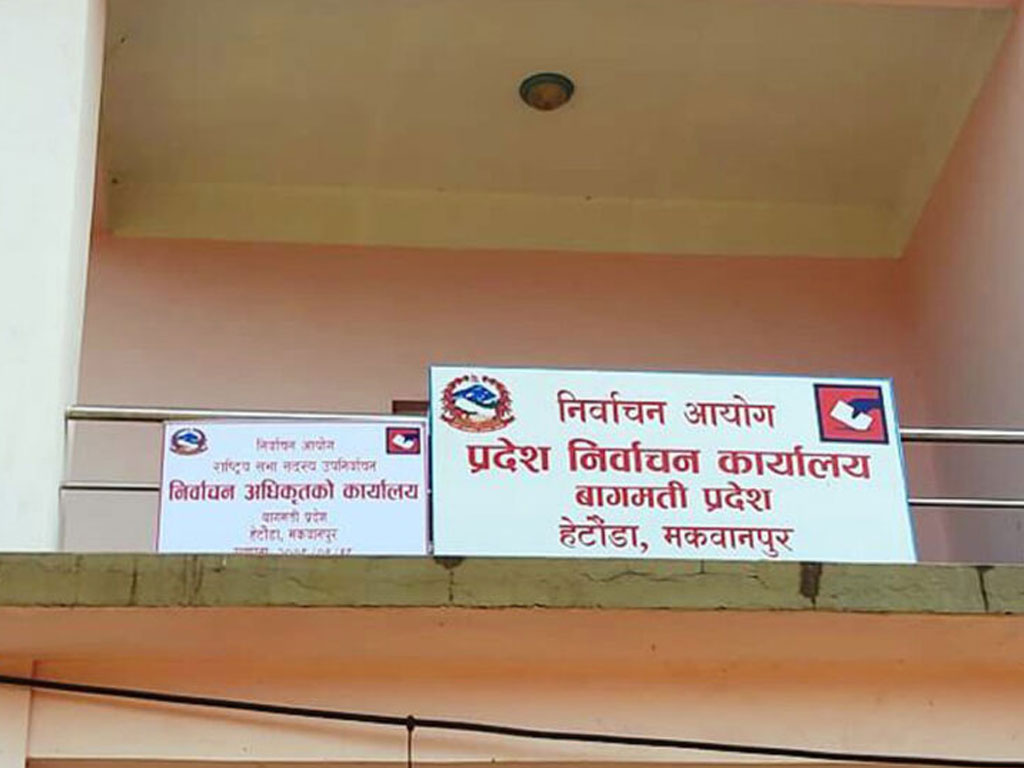 निर्वाचन आयोग
राष्ट्रिय सभा सदस्य उपनिर्वाचन
निर्वाचन अधिकृतको कार्यालय
बागमती प्रदेश
हेटौंडा, मकवानपुर
निर्वाचन आयोग
प्रदेश निर्वाचन कार्यालय
बागमती प्रदेश
हेटौंडा, मकवानपुर